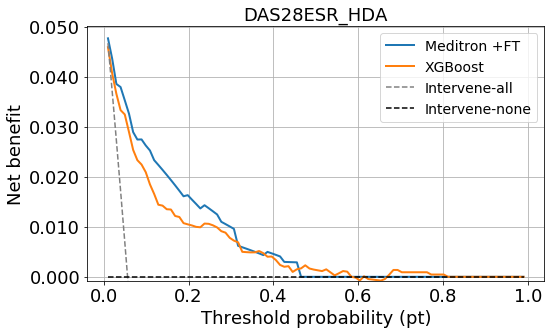 DAS28ESR_HDA
Net benefit
0.050
0.040
0.030
0.020
0.010
0.000
Meditron +FT
XGBoost
Intervene-all
Intervene-none
0.0 0.2 0.4 0.6 0.8 1.0
Threshold probability (pt)